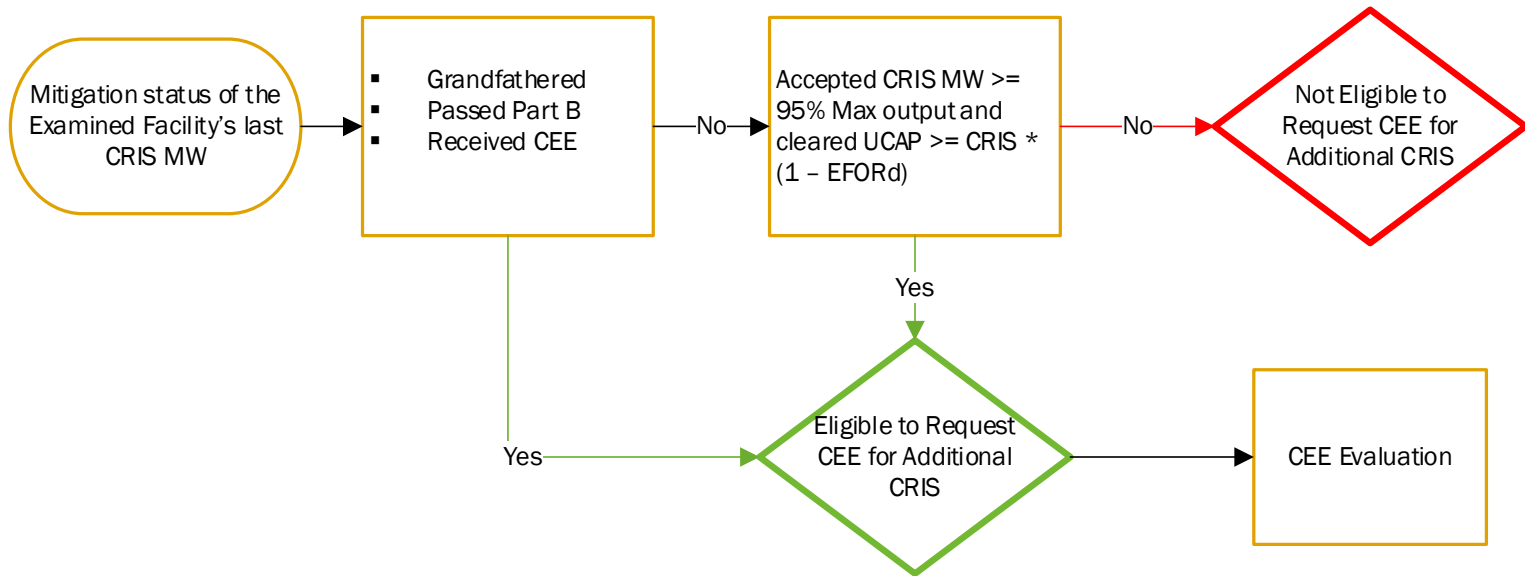 Mitigation status of the
Examined Facility's last
CRIS MW
▪ Grandfathered
▪ Passed Part B
▪ Received CEE
No
Accepted CRIS MW >=
95% Max output and
cleared UCAP >= CRIS *
(1 – EFORd)
No
Not Eligible to
Request CEE for
Additional CRIS
Yes
Yes
Eligible to Request
CEE for Additional
CRIS
CEE Evaluation